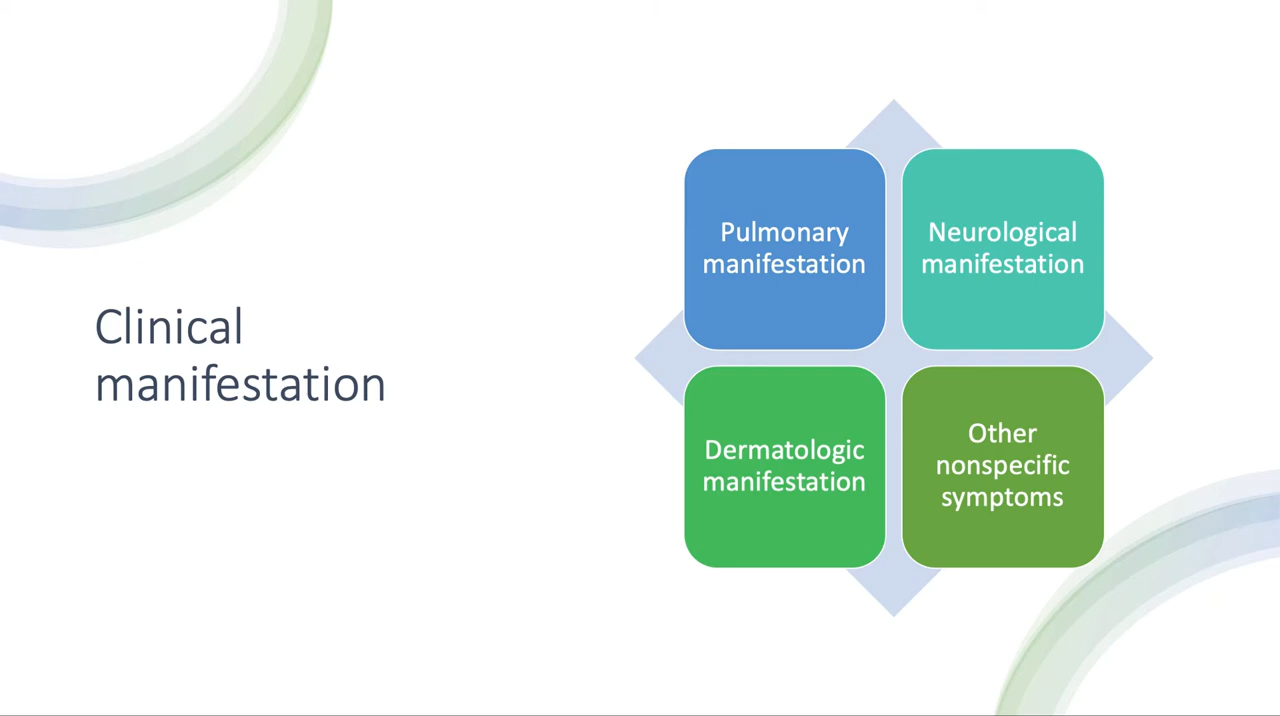 Clinical
manifestation
Pulmonary
manifestation
Neurological
manifestation
Dermatologic
manifestation
Other
nonspecific
symptoms